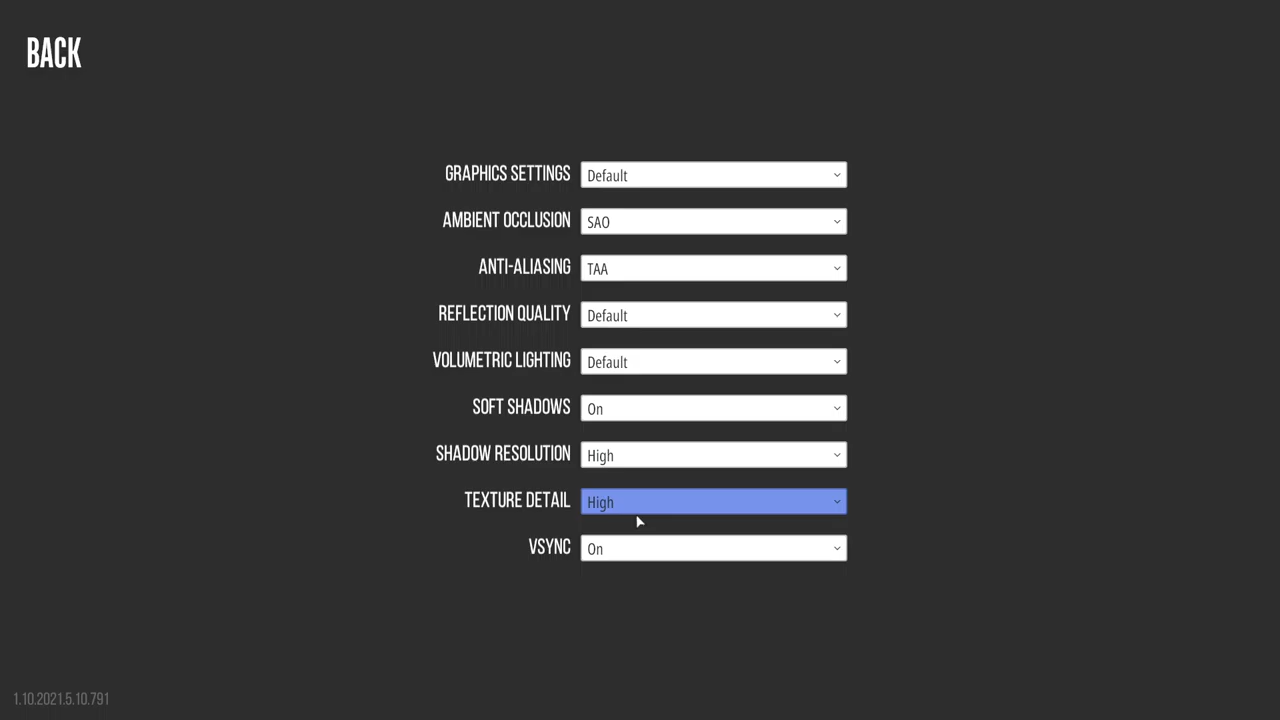 BACK
GRAPHICS SETTINGS Default
AMBIENT OCCLUSION SAO
ANTI-ALIASING TAA
REFLECTION QUALITY Default
VOLUMETRIC LIGHTING Default
SOFT SHADOWS On
SHADOW RESOLUTION High
TEXTURE DETAIL High
VSYNC On
1.10.2021.5.10.791